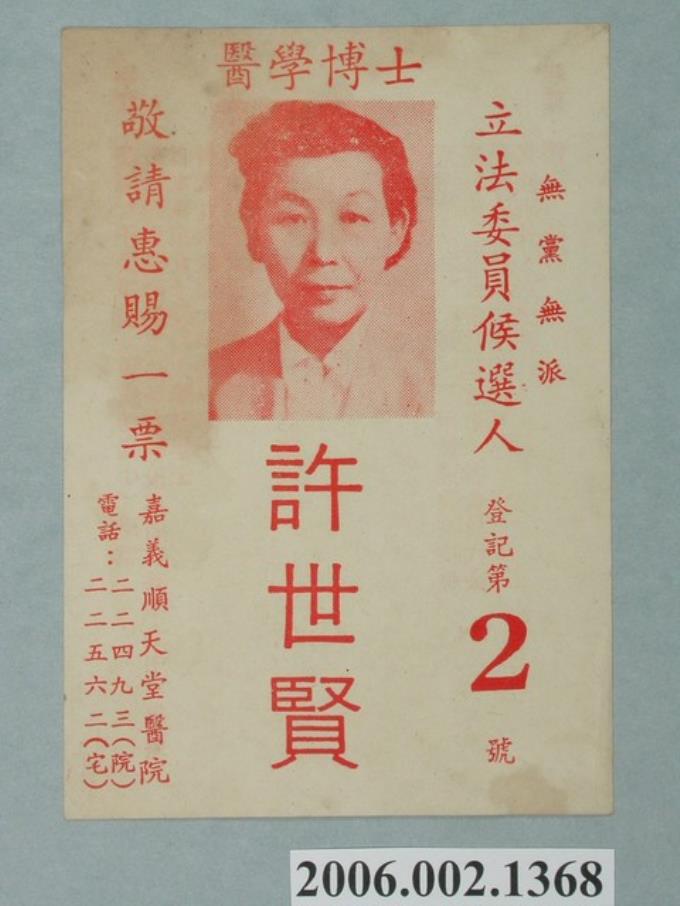 醫學博士
無黨無派
立法委員候選人
登記第2號
許世賢
敬請惠賜一票
嘉義順天堂醫院
電話：二二四九三（院）
二二五六二（宅）
2006.002.1368